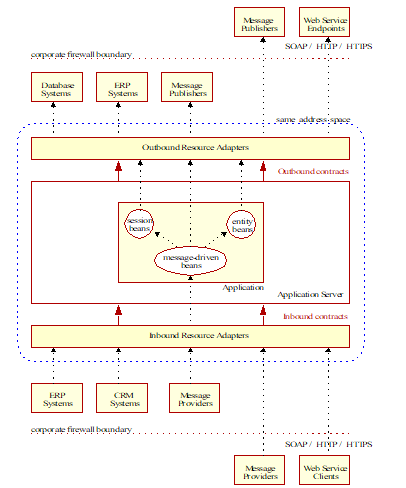 Message
Publishers
Web Service
Endpoints
SOAP / HTTP / HTTPS
corporate firewall boundary
Database
Systems
ERP
Systems
Message
Publishers
same address space
Outbound Resource Adapters
Outbound contracts
session
beans
entity
beans
message-driven
beans
Application
Application Server
Inbound contracts
Inbound Resource Adapters
ERP
Systems
CRM
Systems
Message
Providers
corporate firewall boundary
SOAP / HTTP / HTTPS
Message
Providers
Web Service
Clients